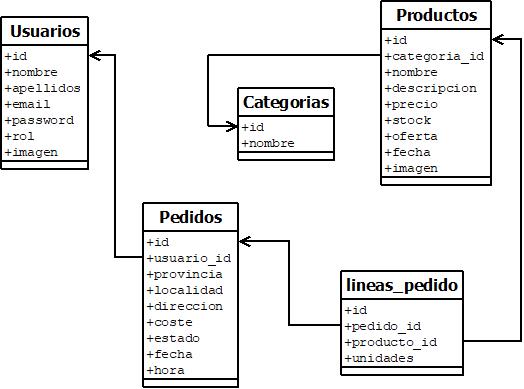 Usuarios
+id
+nombre
+apellidos
+email
+password
+rol
+imagen
Productos
+id
+categoria_id
+nombre
+descripcion
+precio
+stock
+oferta
+fecha
+imagen
Categorias
+id
+nombre
Pedidos
+id
+usuario_id
+provincia
+localidad
+direccion
+coste
+estado
+fecha
+hora
lineas_pedido
+id
+pedido_id
+producto_id
+unidades